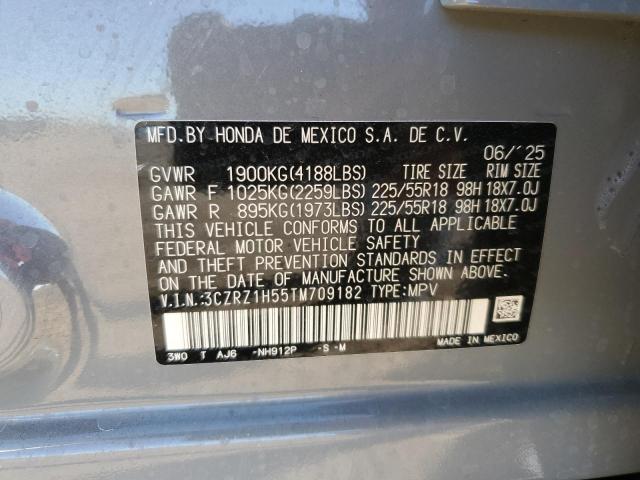 MFD.BY HONDA DE MEXICO S.A. DE C.V.
06/´25
GVWR 1900KG(4188LBS) TIRE SIZE RIM SIZE
GAWR F 1025KG(2259LBS) 225/55R18 98H 18X7.0J
GAWR R 895KG(1973LBS) 225/55R18 98H 18X7.0J
THIS VEHICLE CONFORMS TO ALL APPLICABLE
FEDERAL MOTOR VEHICLE SAFETY
AND THEFT PREVENTION STANDARDS IN EFFECT
ON THE DATE OF MANUFACTURE SHOWN ABOVE.
V.I.N.:3CZRZ1H55TM709182 TYPE:MPV
3W0 T AJ6 -NH912P -S -M
MADE IN MEXICO